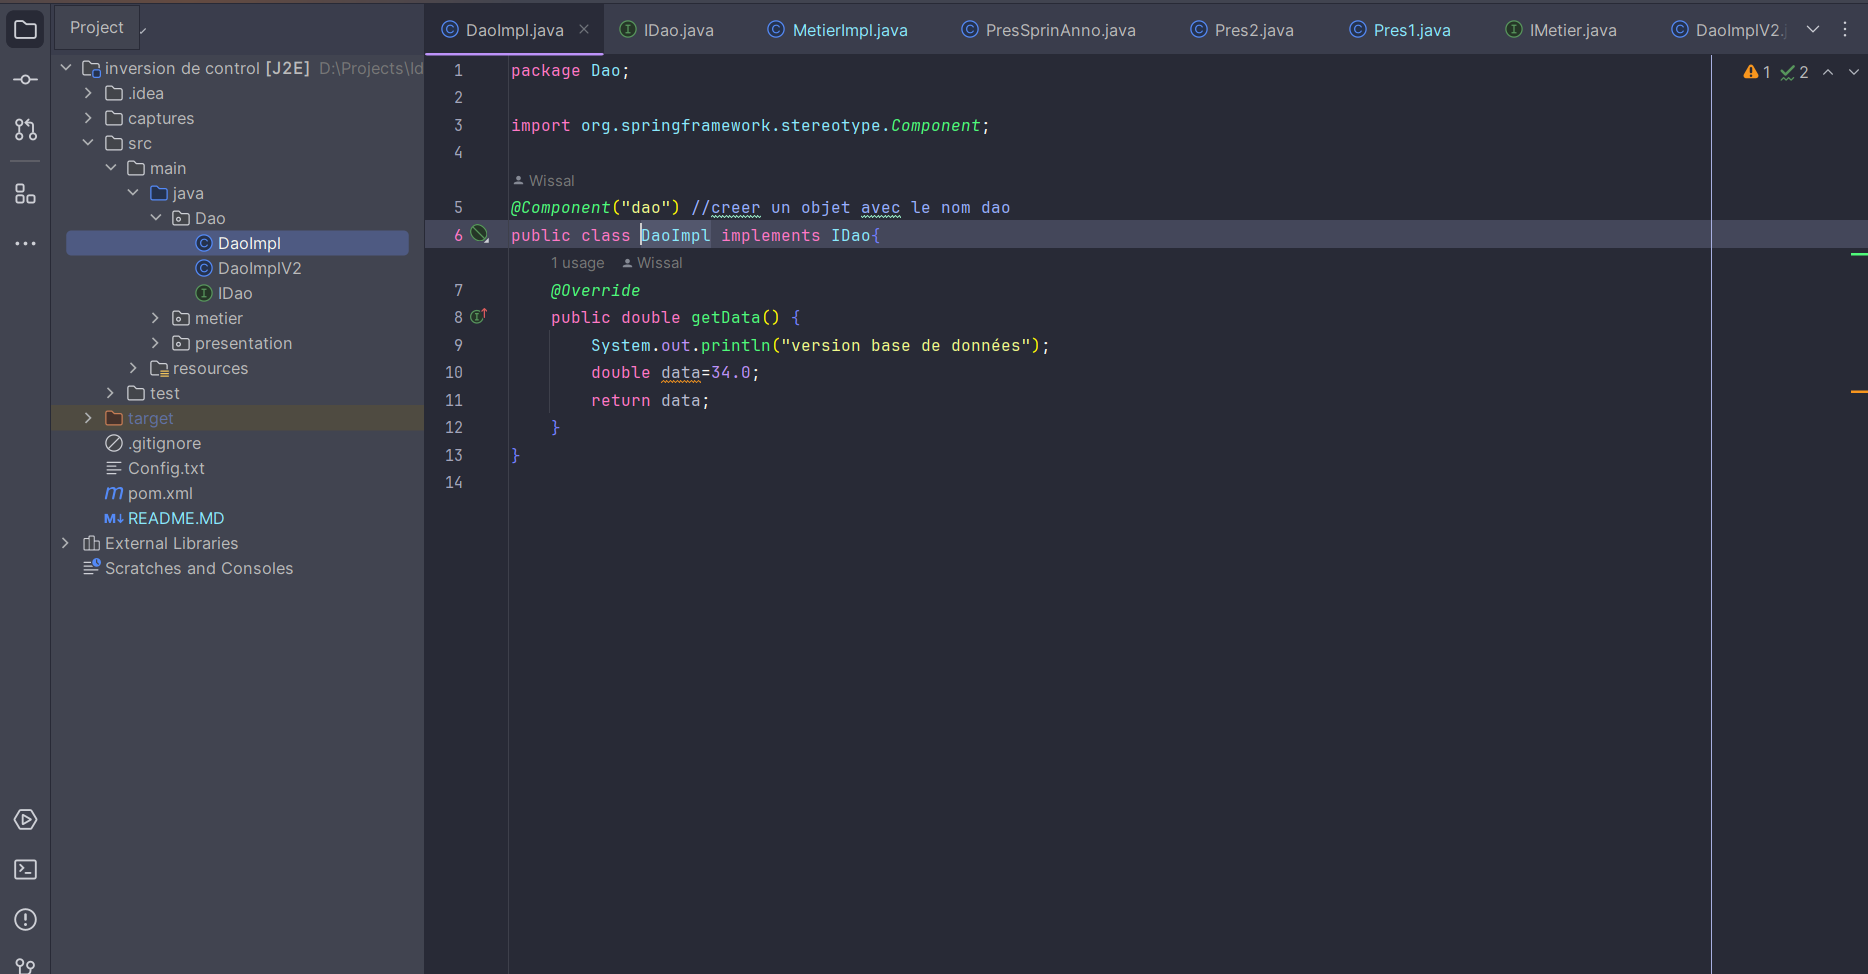 Project
inversion de control [J2E] D:\Projects\Id
.idea
captures
src
main
java
Dao
DaoImpl
DaoImplV2
IDao
metier
presentation
resources
test
target
.gitignore
Config.txt
pom.xml
README.MD
External Libraries
Scratches and Consoles
DaoImpl.java IDao.java MetierImpl.java PresSprinAnno.java Pres2.java Pres1.java IMetier.java DaoImplV2.j
1 2
1 package Dao;
2
3 import org.springframework.stereotype.Component;
4
Wissal
5 @Component("dao") //creer un objet avec le nom dao
6 public class DaoImpl implements IDao{
1 usage Wissal
7 @Override
8 public double getData() {
9 System.out.println("version base de données");
10 double data=34.0;
11 return data;
12 }
13 }
14